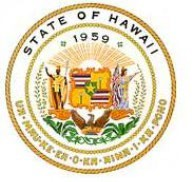 STATE OF HAWAII
1959
UA · MAU · KE · EA · O · KA · AINA · I · KA · PONO